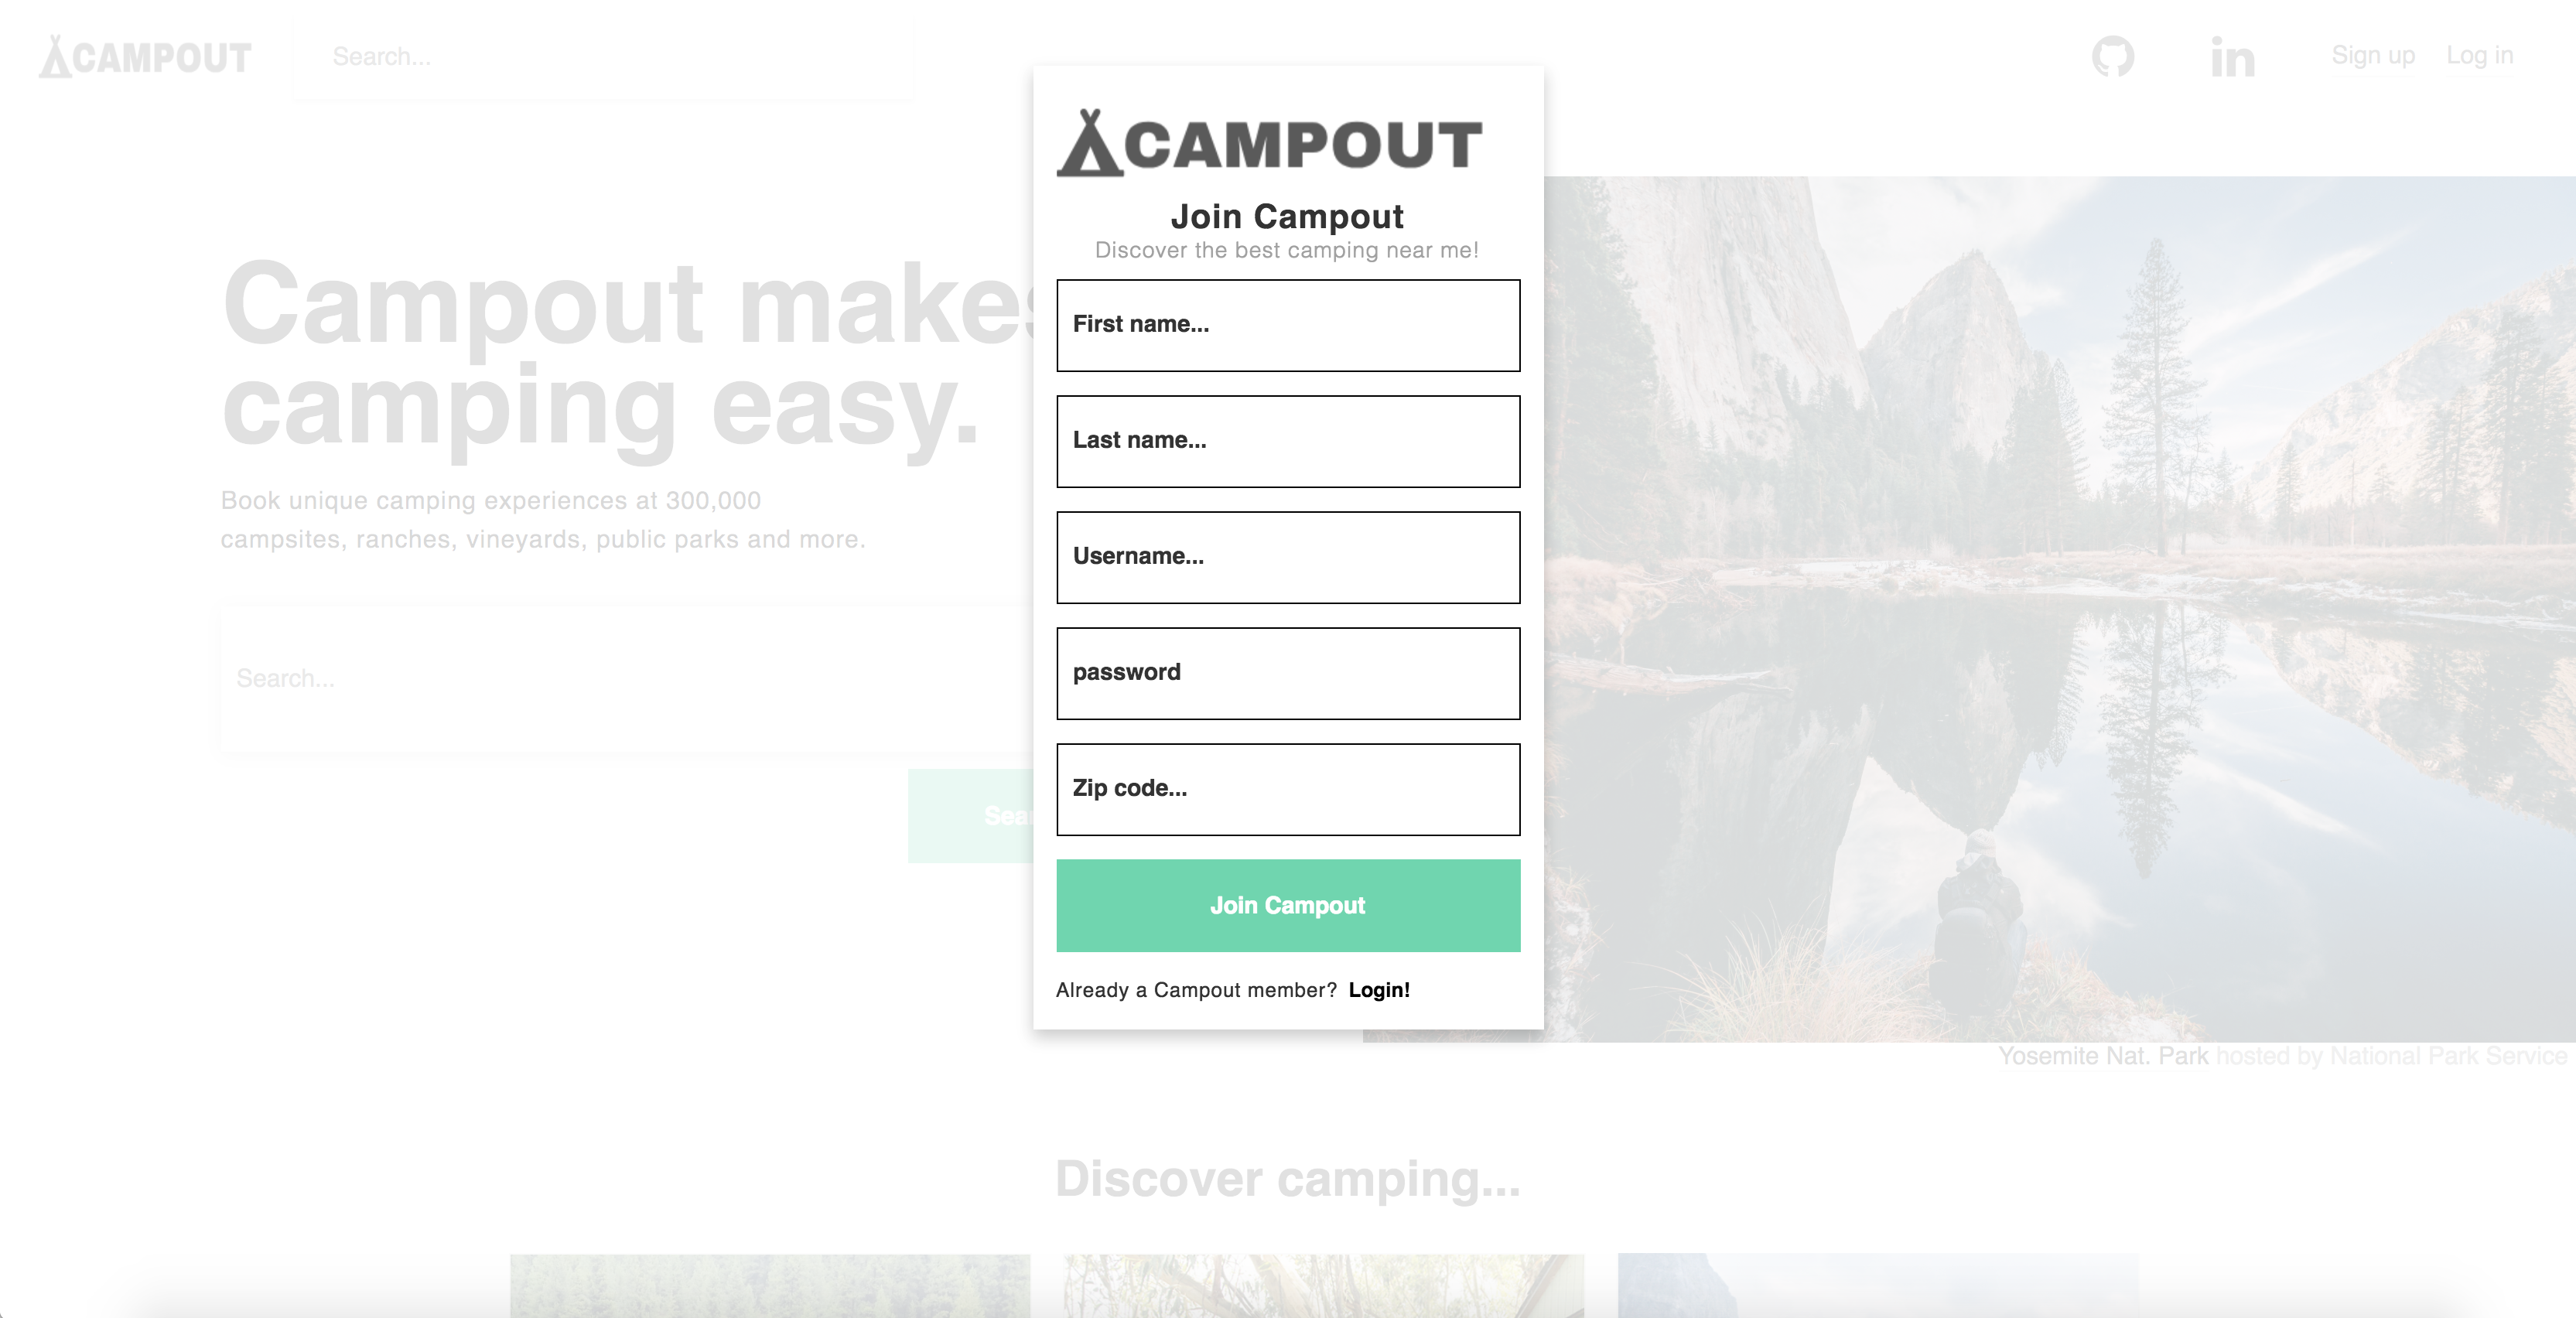 CAMPOUT
Search...
Sign up
Log in
CAMPOUT
Join Campout
Discover the best camping near me!
First name...
Last name...
Username...
password
Zip code...
Join Campout
Already a Campout member? Login!
Campout makes
camping easy.
Book unique camping experiences at 300,000
campsites, ranches, vineyards, public parks and more.
Search...
Yosemite Nat. Park hosted by National Park Service
Discover camping...